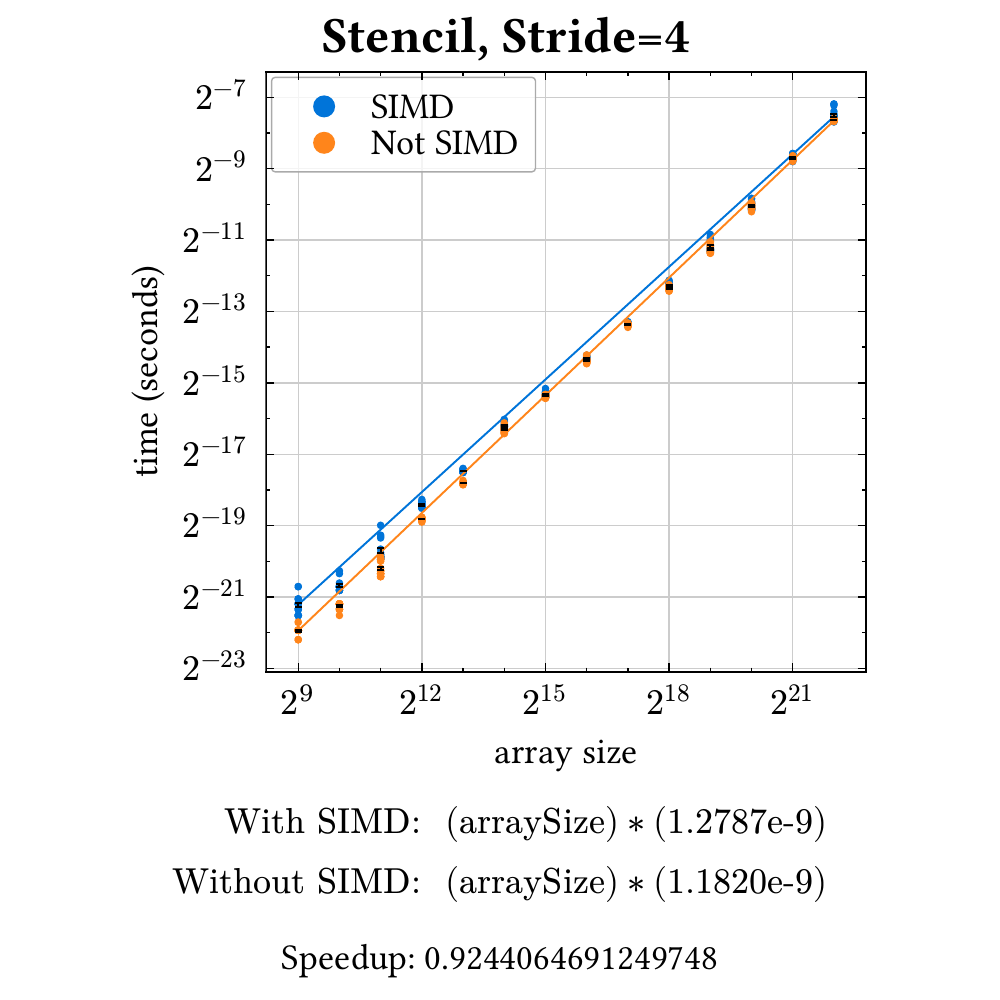 Stencil, Stride=4
SIMD
Not SIMD
2^−7
2^−9
2^−11
2^−13
2^−15
2^−17
2^−19
2^−21
2^−23
time (seconds)
2^9 2^12 2^15 2^18 2^21
array size
With SIMD: (arraySize) ∗ (1.2787e-9)
Without SIMD: (arraySize) ∗ (1.1820e-9)
Speedup: 0.9244064691249748